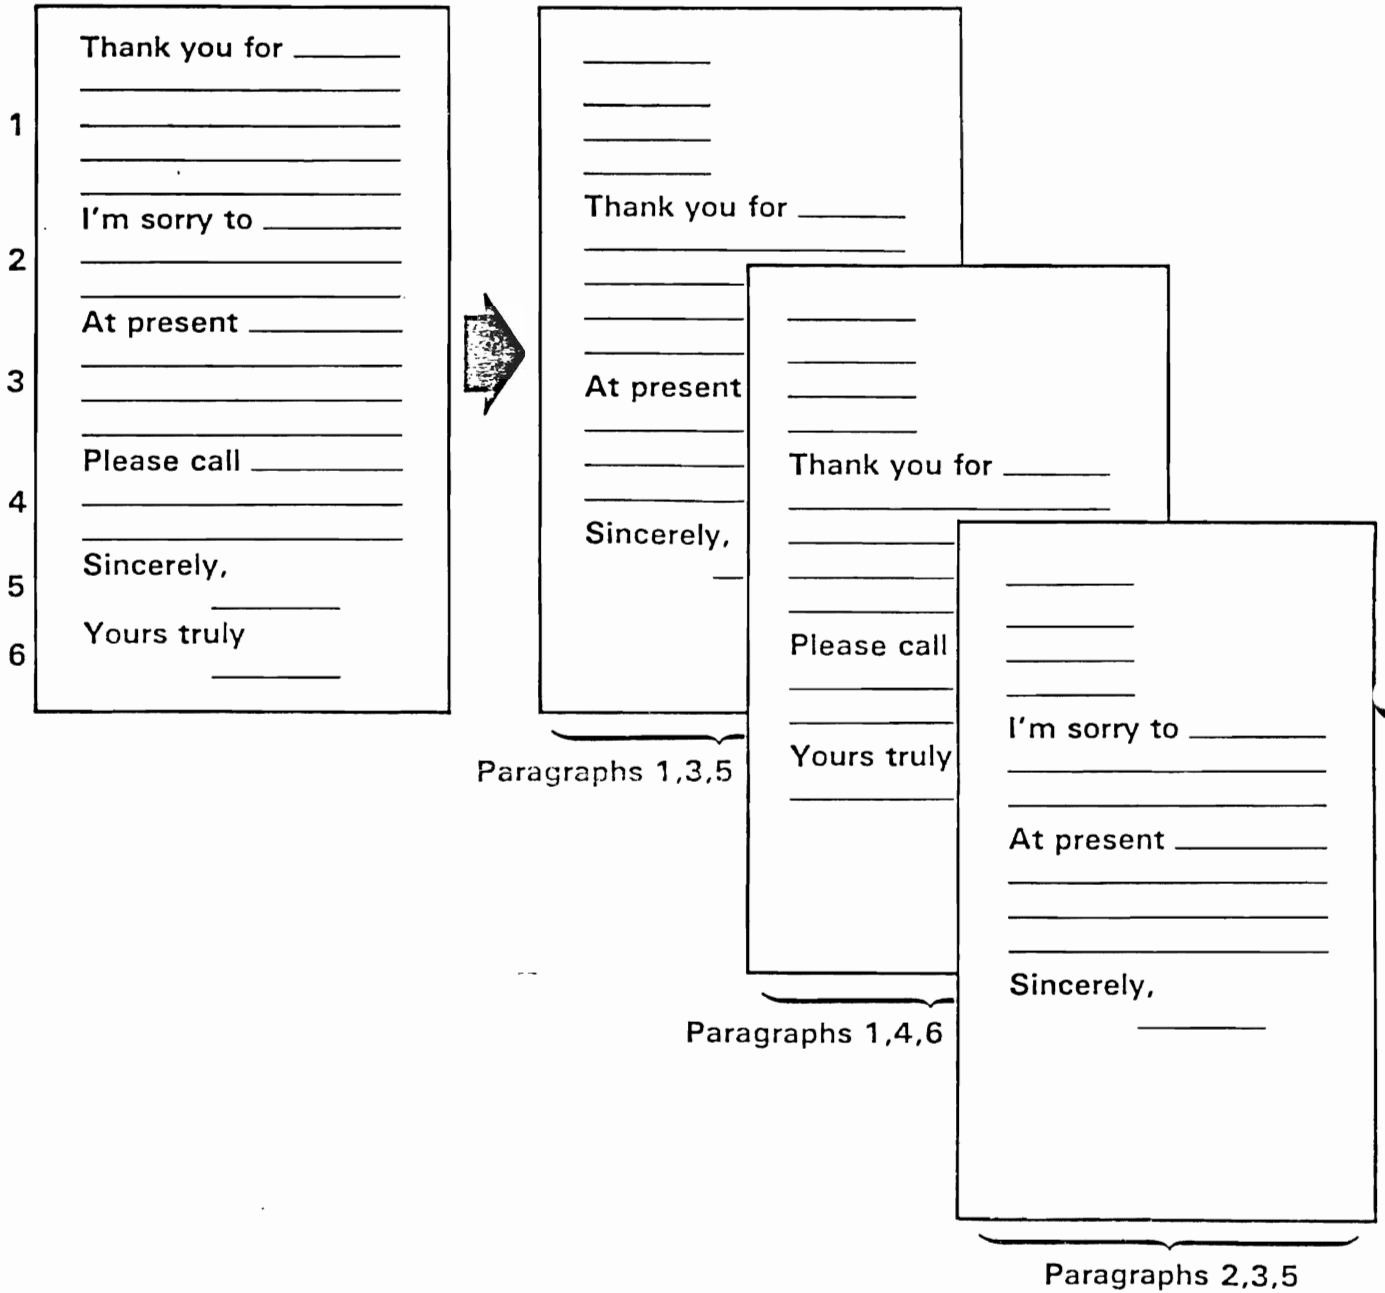 Thank you for
1
I'm sorry to
2
At present
3
Please call
4
Sincerely,
5
Yours truly
6
Thank you for
At present
Sincerely,
Paragraphs 1,3,5
Thank you for
Please call
Yours truly
Paragraphs 1,4,6
I'm sorry to
At present
Sincerely,
Paragraphs 2,3,5